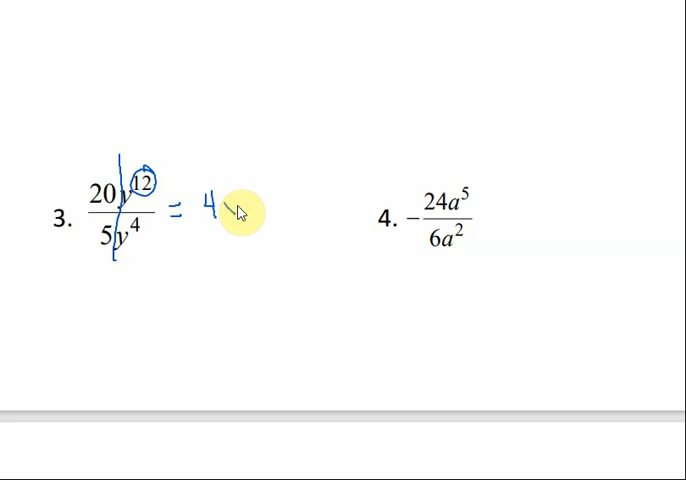 3. 20y^12 / 5y^4 = 4
4. - 24a^5 / 6a^2